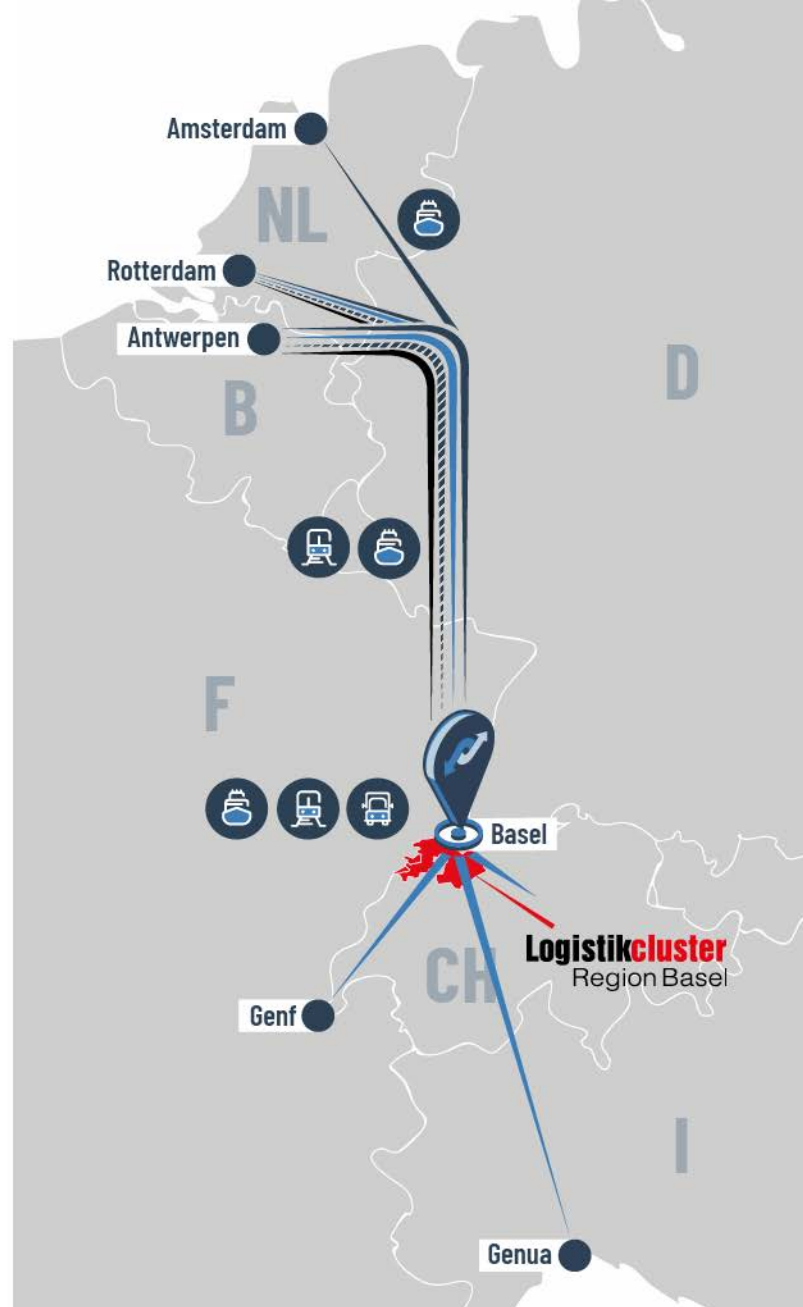 Amsterdam
NL
Rotterdam
Antwerpen
B
D
F
Basel
Logistikcluster
Region Basel
CH
Genf
I
Genua